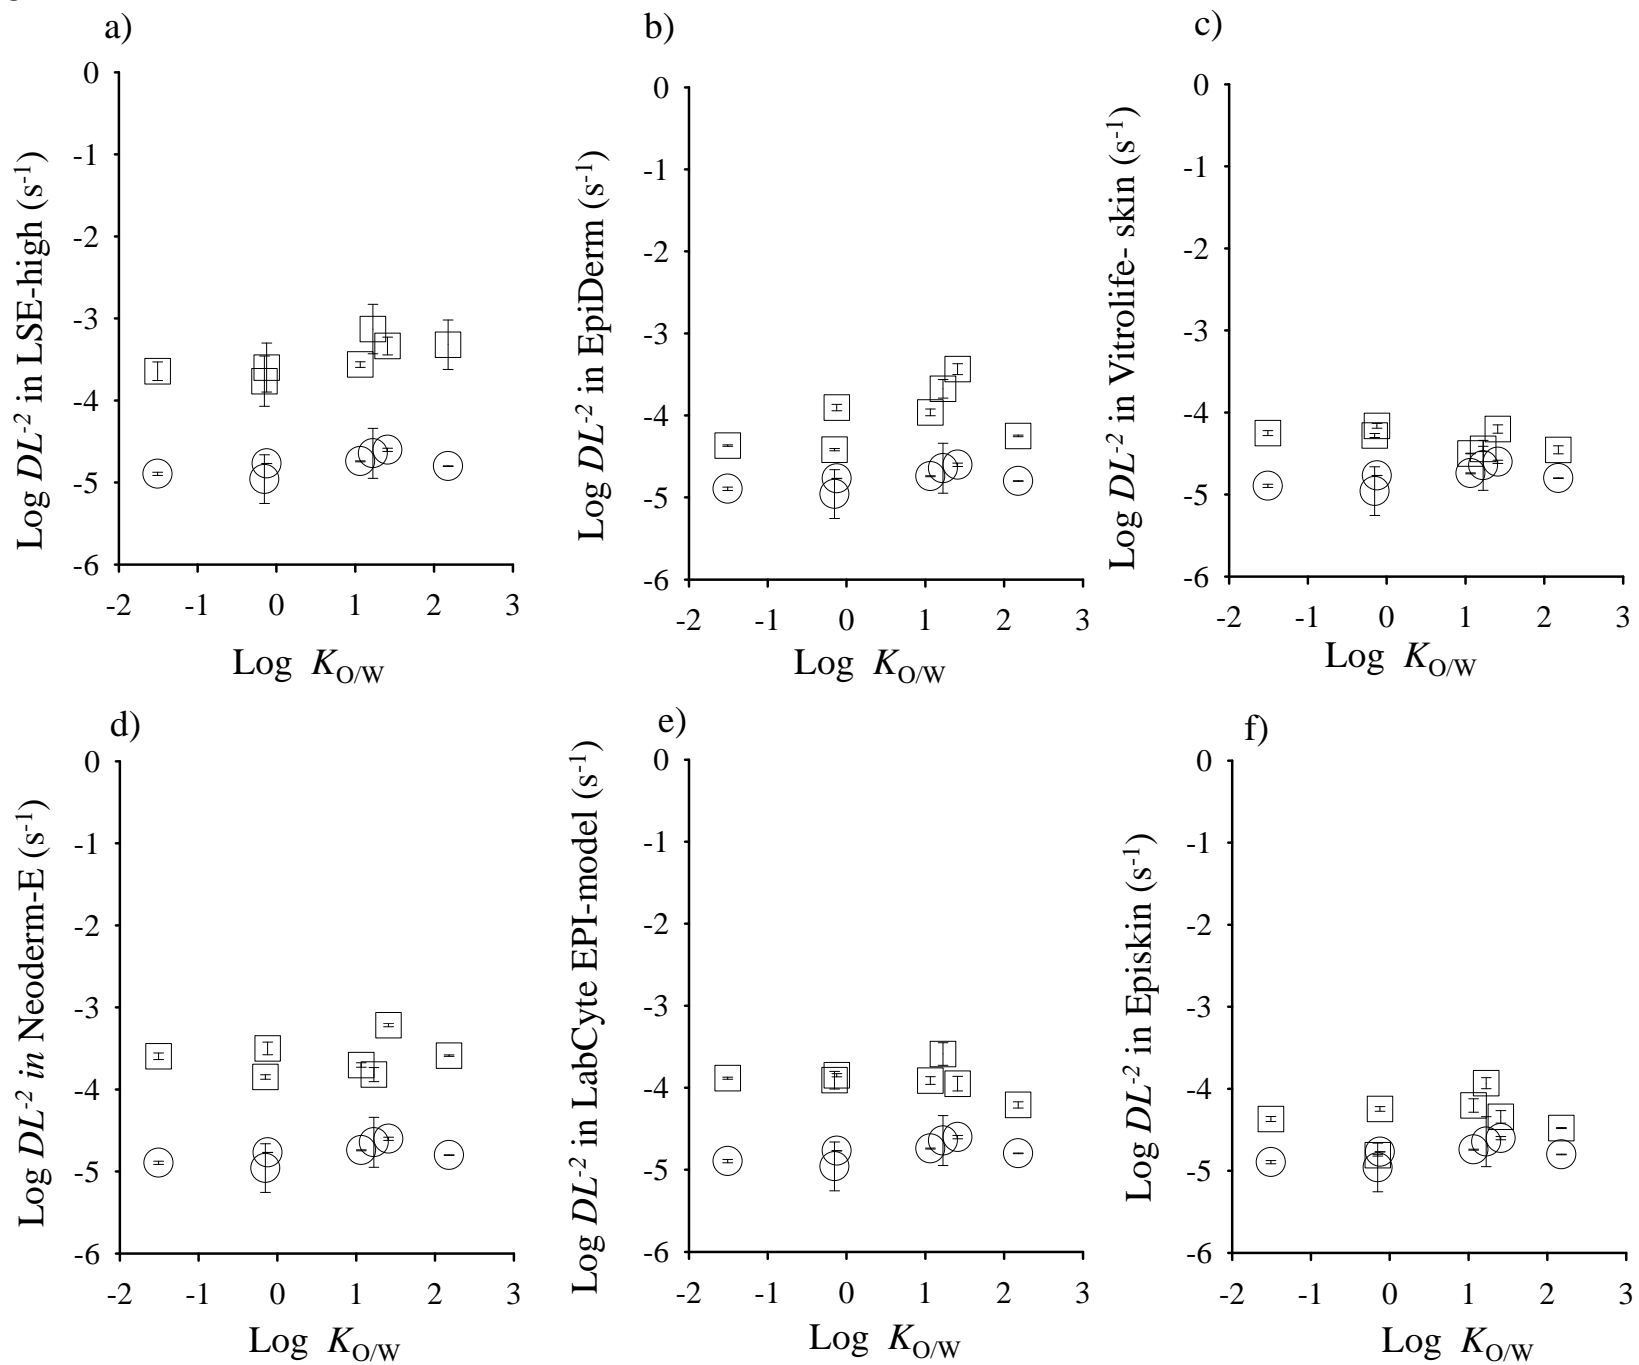 a)
Log DL-2 in LSE-high (s-1)
0
-1
-2
-3
-4
-5
-6
-2 -1 0 1 2 3
Log KO/W
b)
Log DL-2 in EpiDerm (s-1)
0
-1
-2
-3
-4
-5
-6
-2 -1 0 1 2 3
Log KO/W
c)
Log DL-2 in Vitrolife- skin (s-1)
0
-1
-2
-3
-4
-5
-6
-2 -1 0 1 2 3
Log KO/W
d)
Log DL-2 in Neoderm-E (s-1)
0
-1
-2
-3
-4
-5
-6
-2 -1 0 1 2 3
Log KO/W
e)
Log DL-2 in LabCyte EPI-model (s-1)
0
-1
-2
-3
-4
-5
-6
-2 -1 0 1 2 3
Log KO/W
f)
Log DL-2 in Episkin (s-1)
0
-1
-2
-3
-4
-5
-6
-2 -1 0 1 2 3
Log KO/W